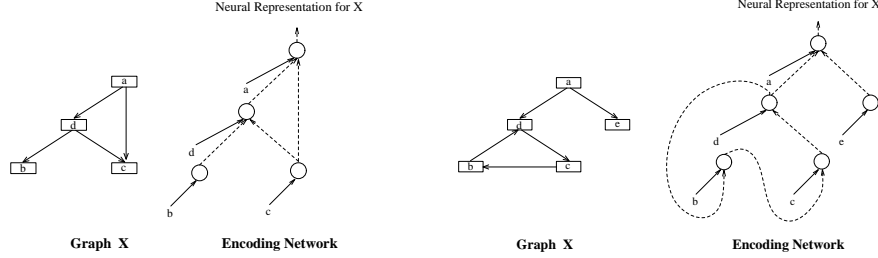 Neural Representation for X
a
d
b
c
a
d
b
c
Graph X
Encoding Network
Neural Representation for X
a
d
e
b
c
a
d
e
b
c
Graph X
Encoding Network